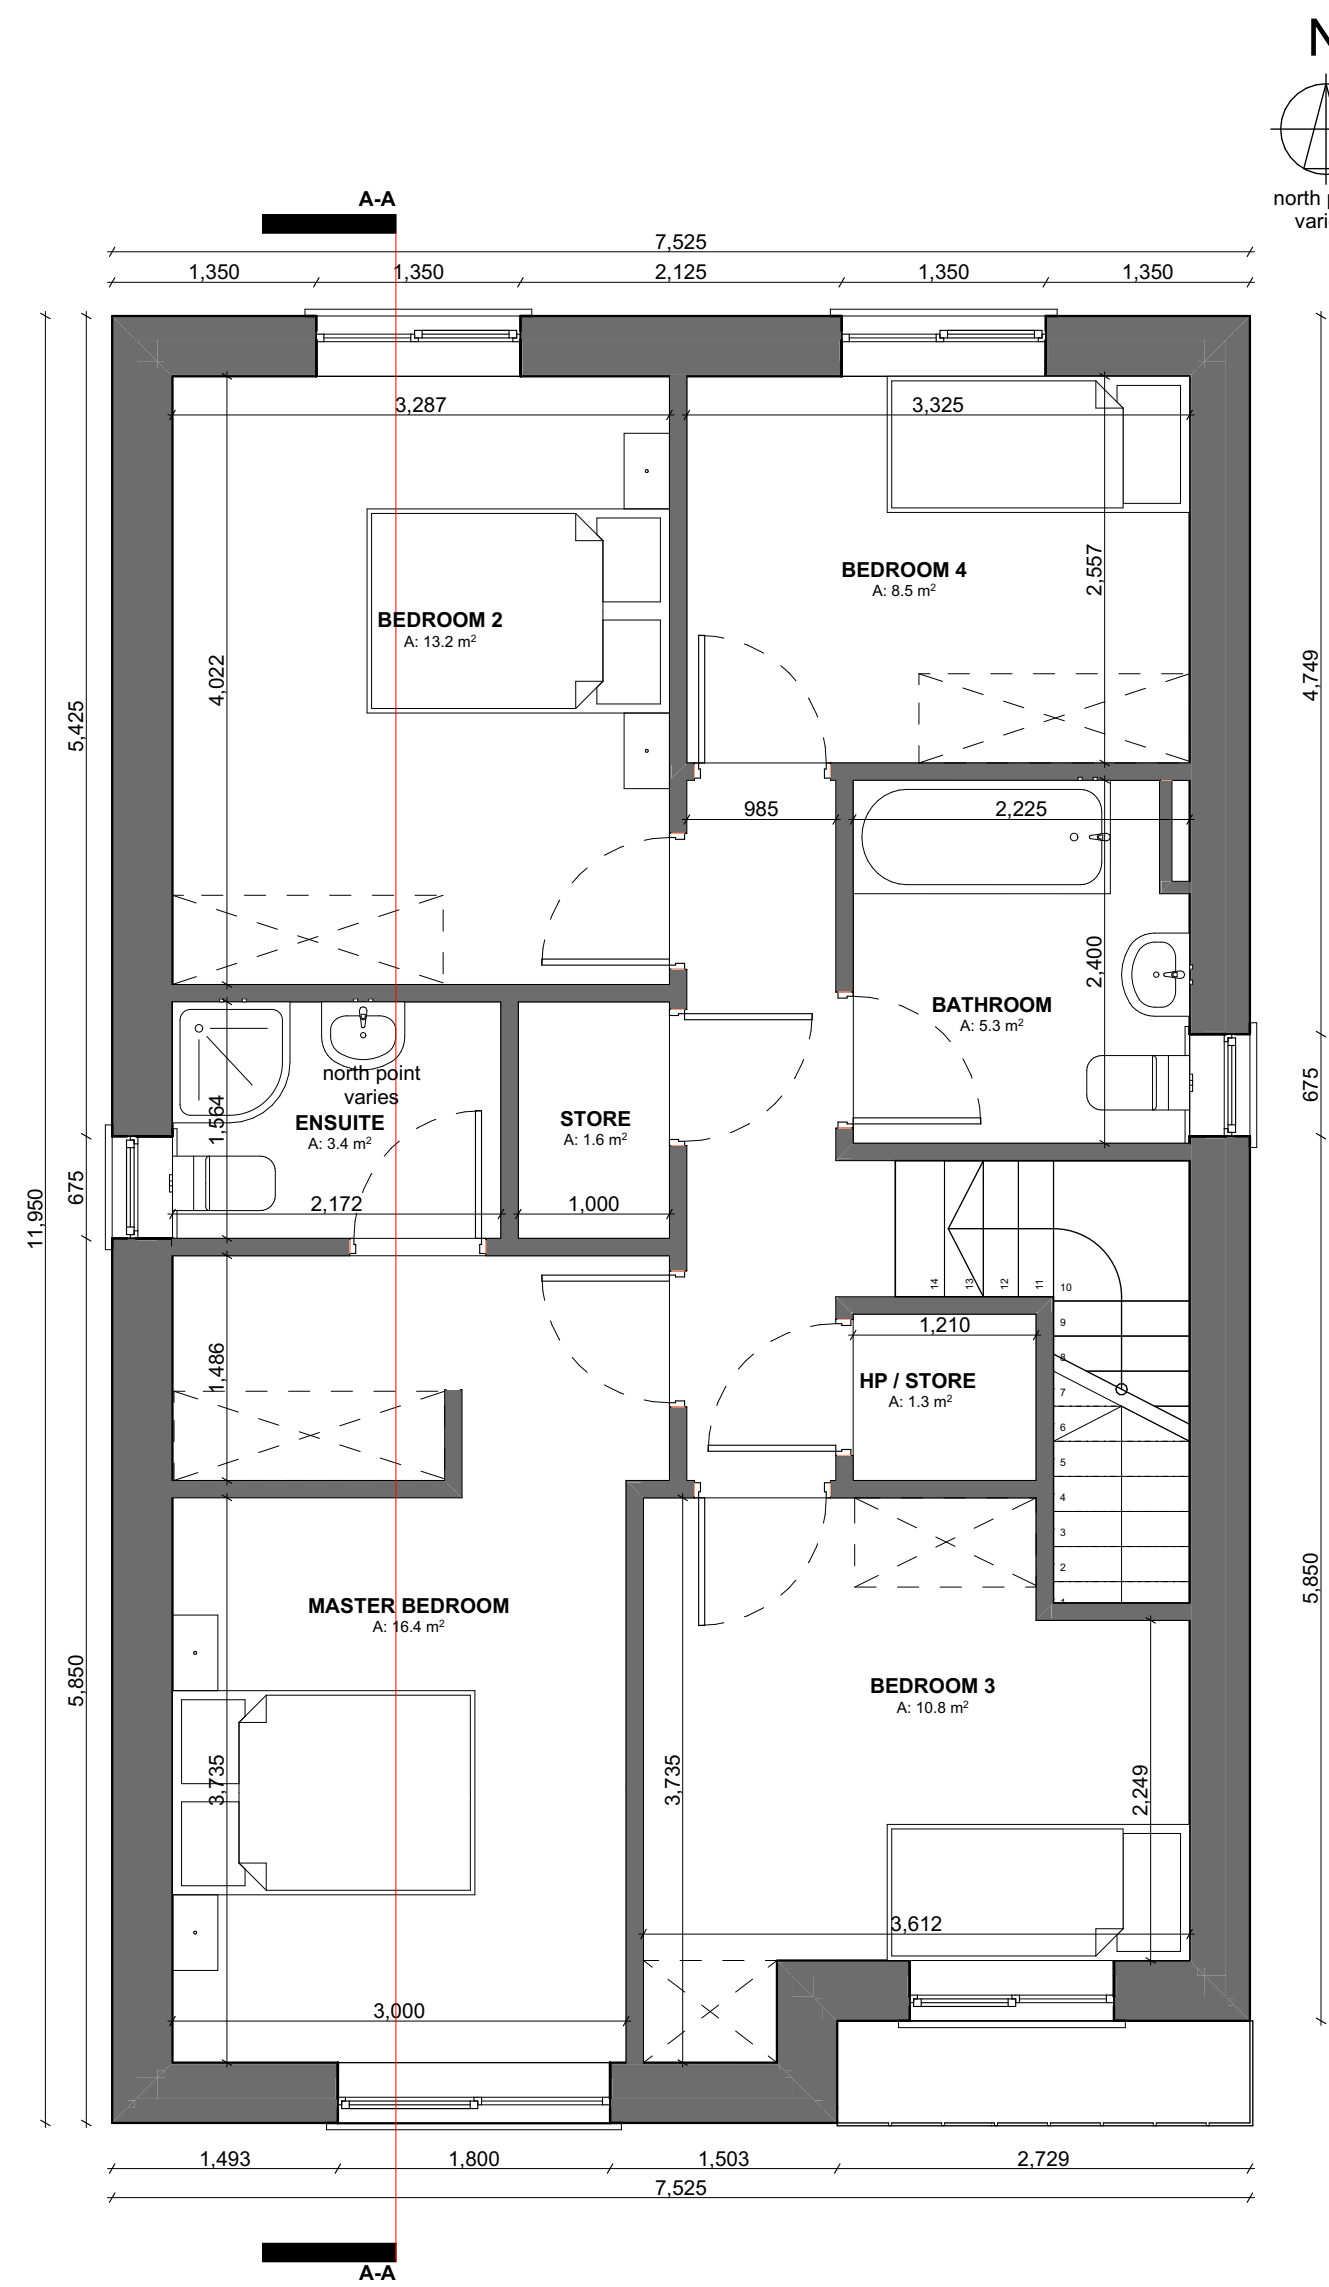 N
north p
vari
A-A
7,525
1,350
1,350
2,125
1,350
1,350
3,287
3,325
BEDROOM 4
A: 8.5 m²
2,557
BEDROOM 2
A: 13.2 m²
4,022
4,749
5,425
985
2,225
2,400
BATHROOM
A: 5.3 m²
north point
varies
1,564
ENSUITE
A: 3.4 m²
STORE
A: 1.6 m²
675
675
11,950
2,172
1,000
14
13
12
11
10
9
8
7
6
5
4
3
2
1
1,210
1,486
HP / STORE
A: 1.3 m²
5,850
MASTER BEDROOM
A: 16.4 m²
5,850
BEDROOM 3
A: 10.8 m²
3,735
3,735
2,249
3,612
3,000
1,493
1,800
1,503
2,729
7,525
A-A